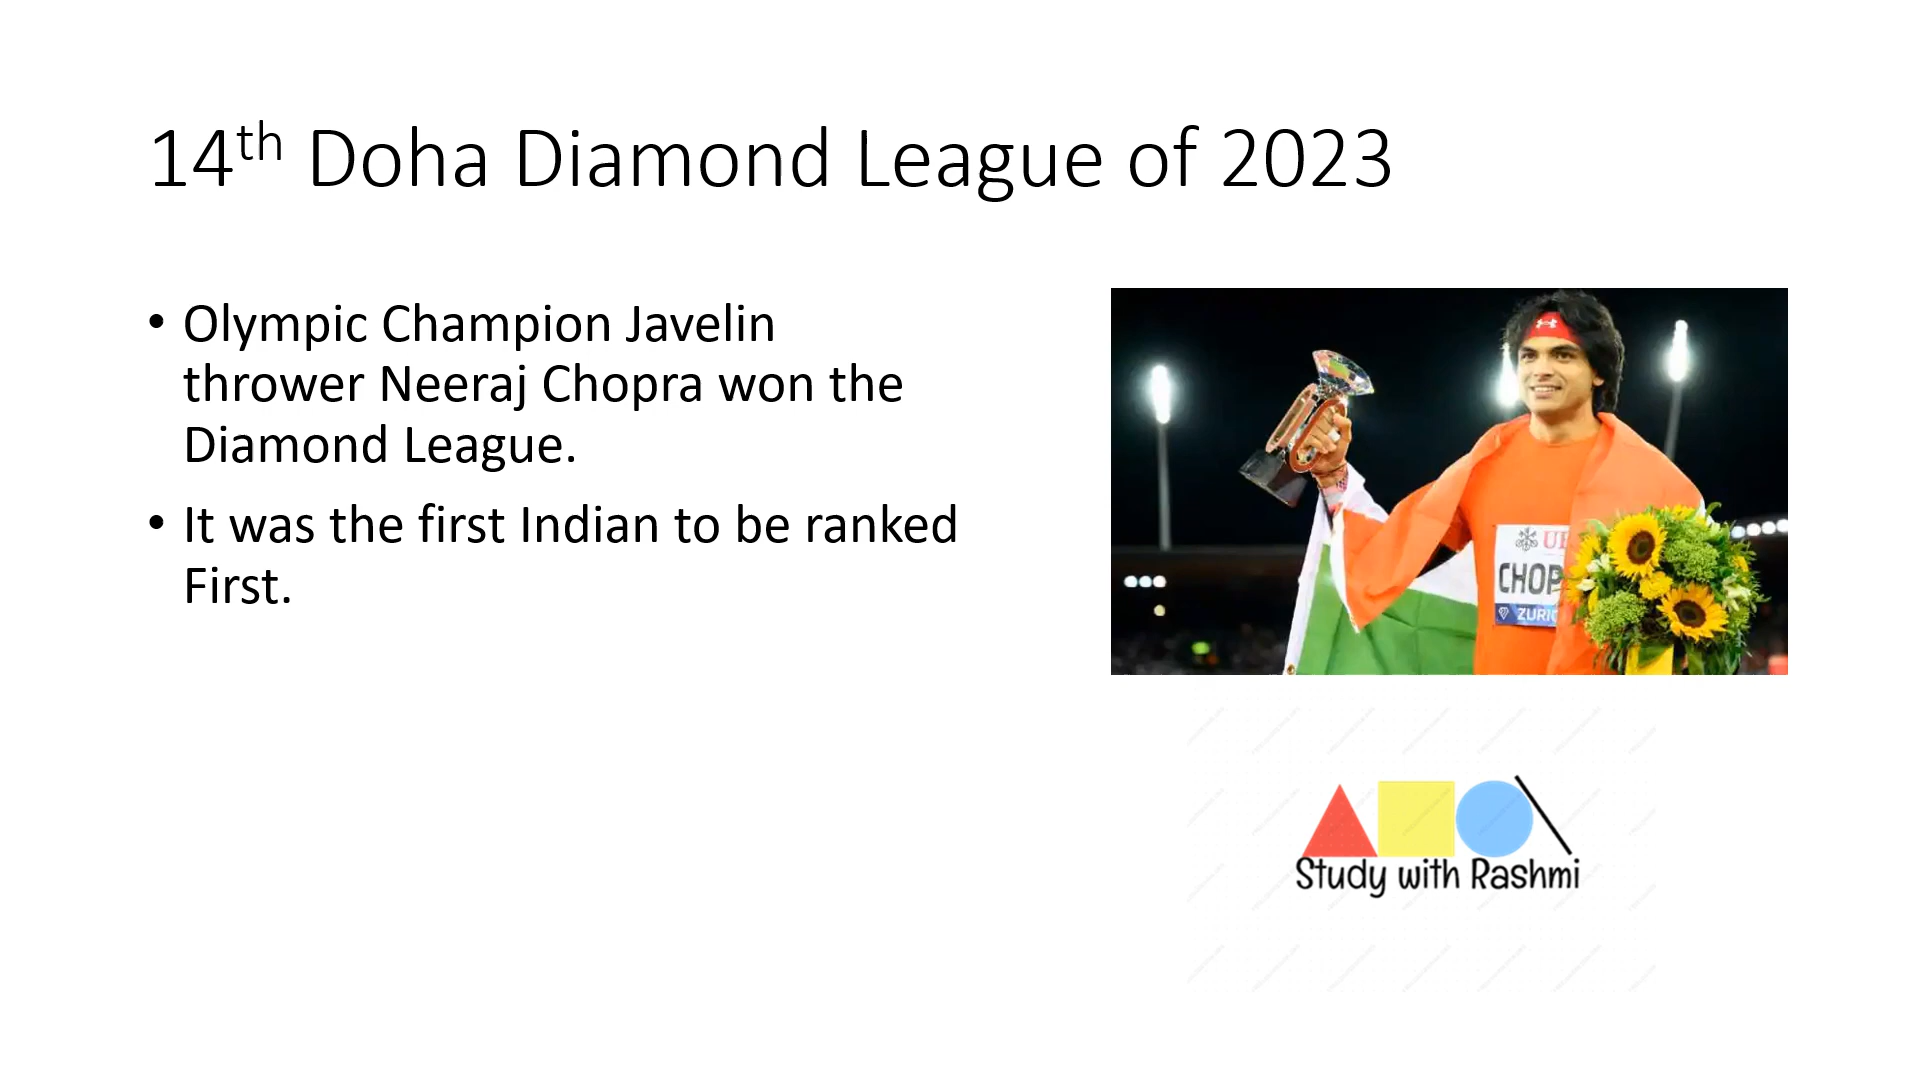 14th Doha Diamond League of 2023
• Olympic Champion Javelin
thrower Neeraj Chopra won the
Diamond League.
• It was the first Indian to be ranked
First.
CHOP
ZURIC
Study with Rashmi